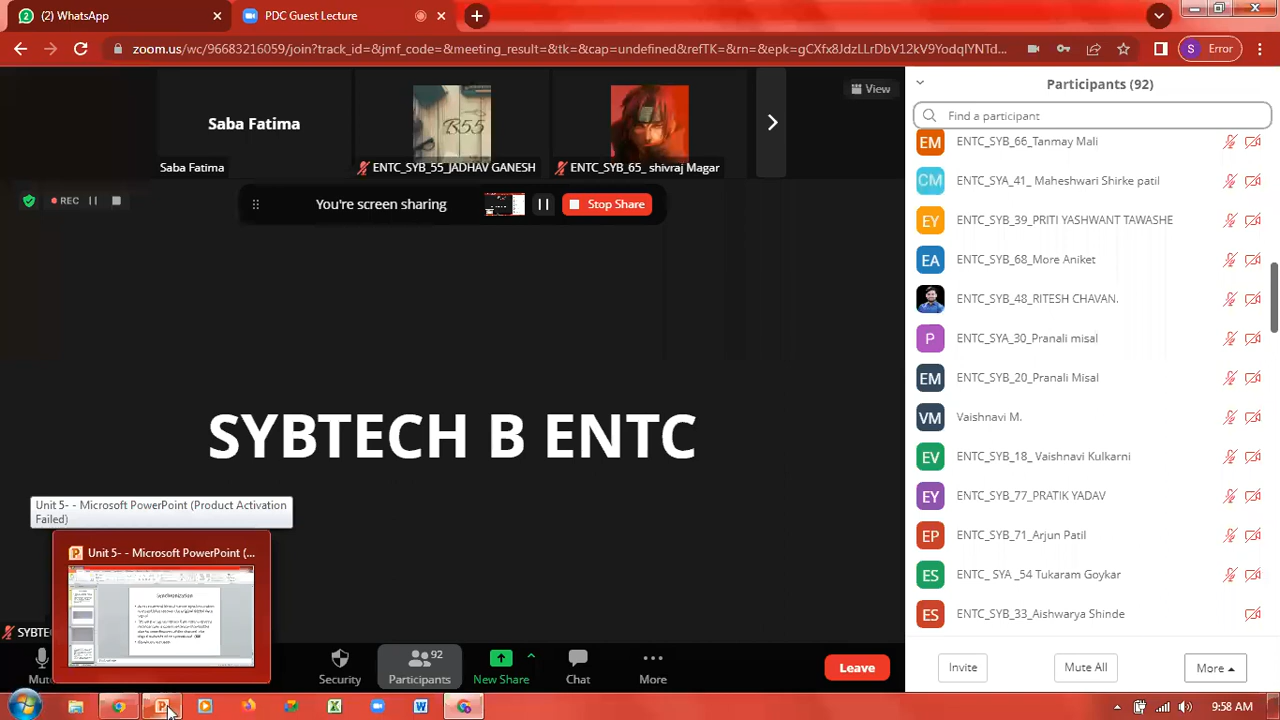 (2) WhatsApp
PDC Guest Lecture
zoom.us/wc/96683216059/join?track_id=&jmf_code=&meeting_result=&tk=&cap=undefined&refTK=&rn=&epk=gCXfx8JdzLLrDbV12kV9YodqlYNTd...
S Error
Saba Fatima
Saba Fatima
ENTC_SYB_55_JADHAV GANESH
ENTC_SYB_65_ shivraj Magar
View
REC
You're screen sharing
Stop Share
SYBTECH B ENTC
Unit 5- - Microsoft PowerPoint (Product Activation
Failed)
Unit 5- - Microsoft PowerPoint (...
Synchronization
SYBTE
Mute
Security
92
Participants
New Share
Chat
More
Leave
Participants (92)
Find a participant
EM ENTC_SYB_66_Tanmay Mali
CM ENTC_SYA_41_ Maheshwari Shirke patil
EY ENTC_SYB_39_PRITI YASHWANT TAWASHE
EA ENTC_SYB_68_More Aniket
ENTC_SYB_48_RITESH CHAVAN.
P ENTC_SYA_30_Pranali misal
EM ENTC_SYB_20_Pranali Misal
VM Vaishnavi M.
EV ENTC_SYB_18_ Vaishnavi Kulkarni
EY ENTC_SYB_77_PRATIK YADAV
EP ENTC_SYB_71_Arjun Patil
ES ENTC_ SYA _54 Tukaram Goykar
ES ENTC_SYB_33_Aishwarya Shinde
Invite
Mute All
More
9:58 AM